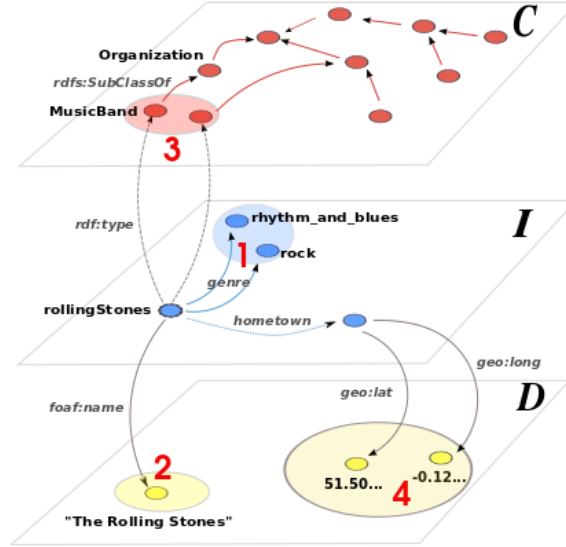 C
Organization
rdfs:SubClassOf
MusicBand
3
rdf:type
I
rhythm_and_blues
1
rock
genre
rollingStones
hometown
geo:long
D
geo:lat
foaf:name
2
51.50...
-0.12...
4
"The Rolling Stones"